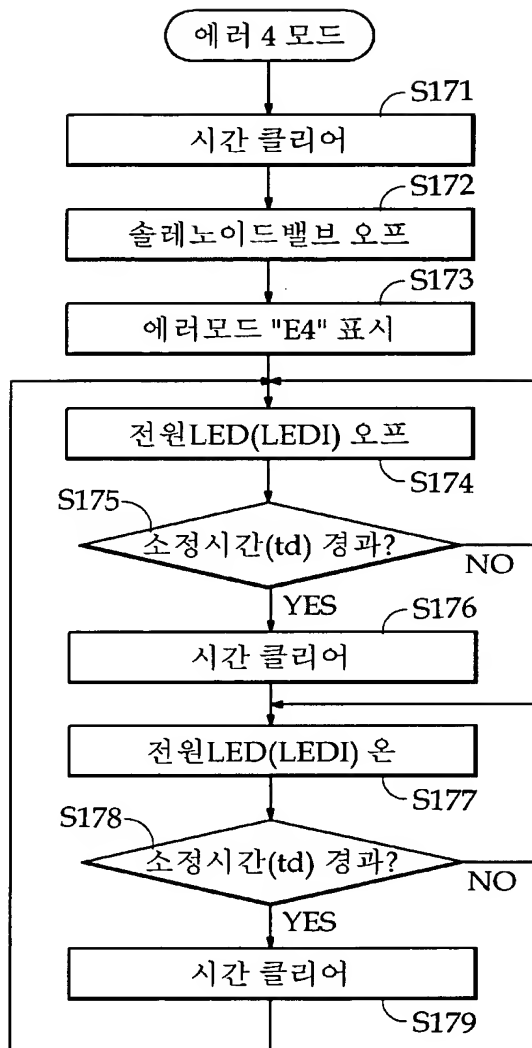 에러 4 모드
S171
시간 클리어
S172
솔레노이드밸브 오프
S173
에러모드 "E4" 표시
전원LED(LEDI) 오프
S174
S175
소정시간(td) 경과?
NO
YES
S176
시간 클리어
전원LED(LEDI) 온
S177
S178
소정시간(td) 경과?
NO
YES
시간 클리어
S179